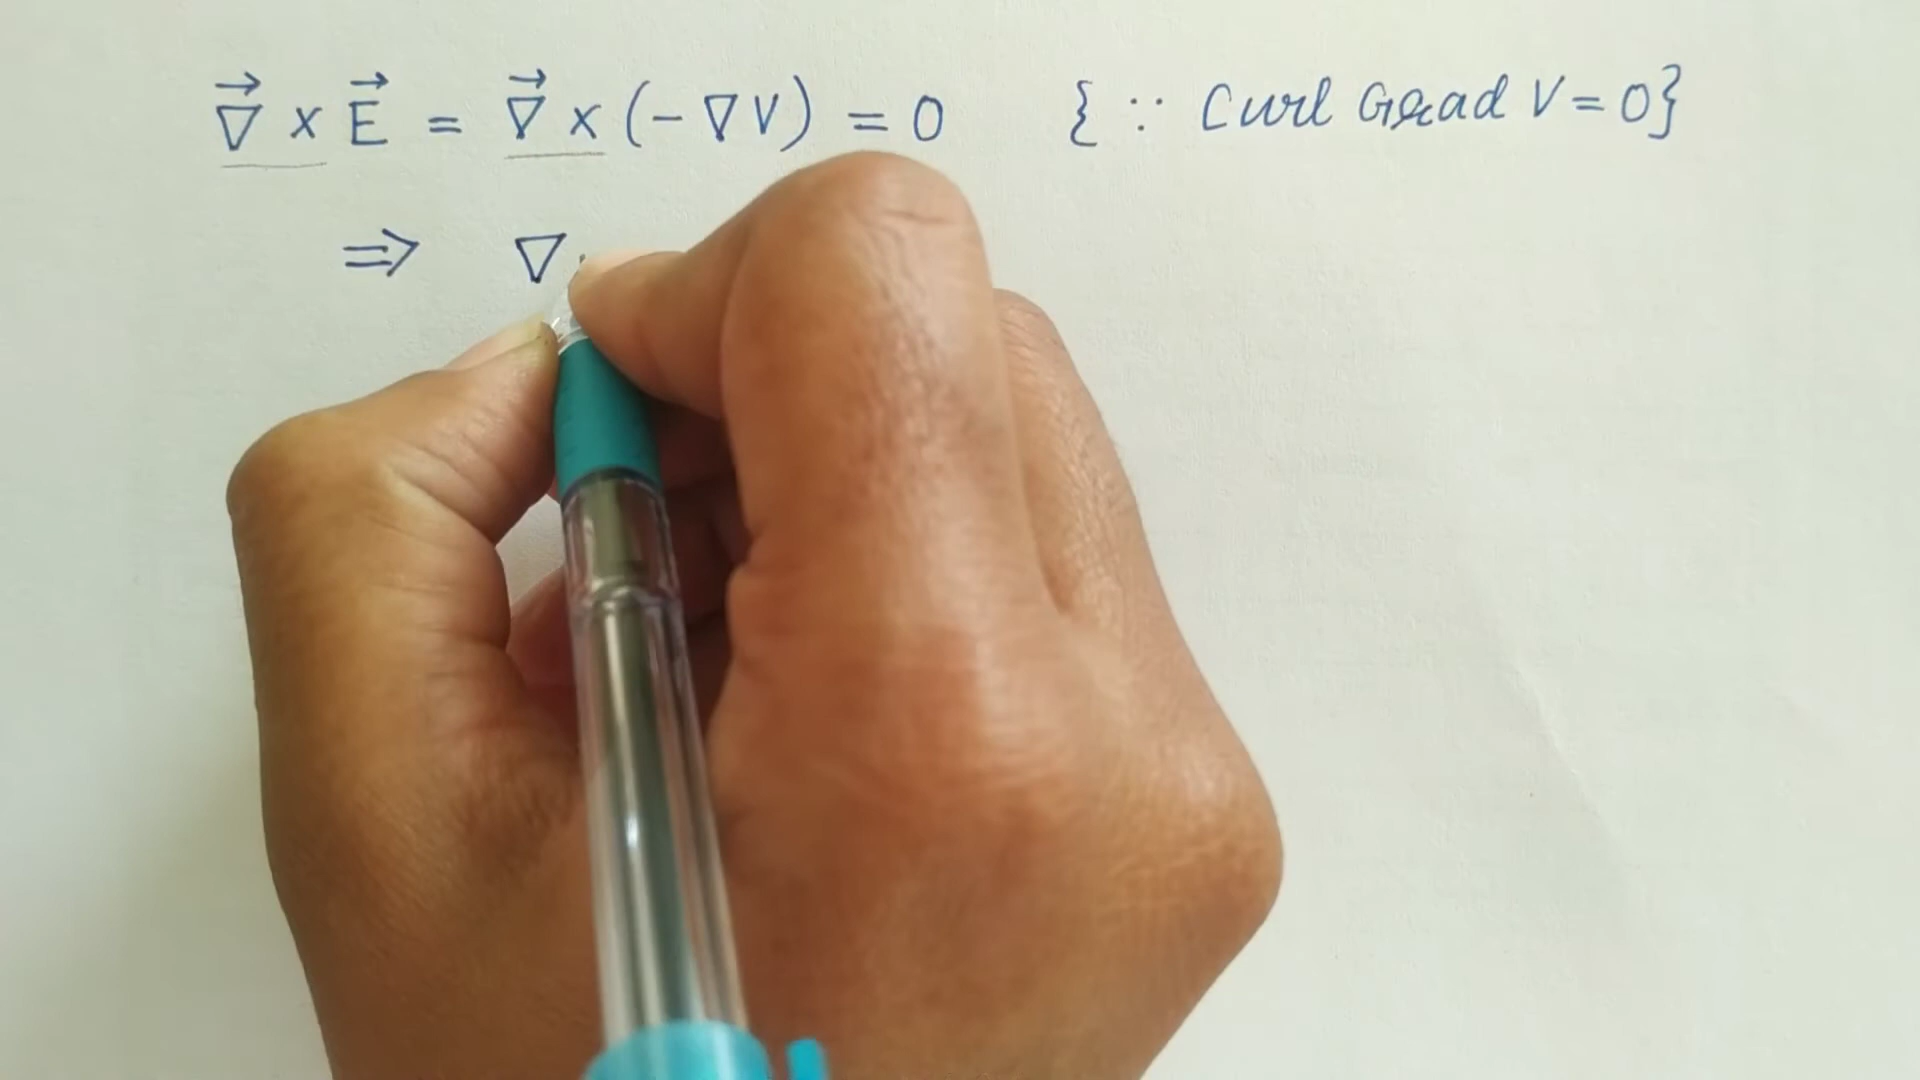 ∇⃗ × E⃗ = ∇⃗ × (- ∇V) = 0 { ∵ Curl Grad V = 0}
⇒ ∇